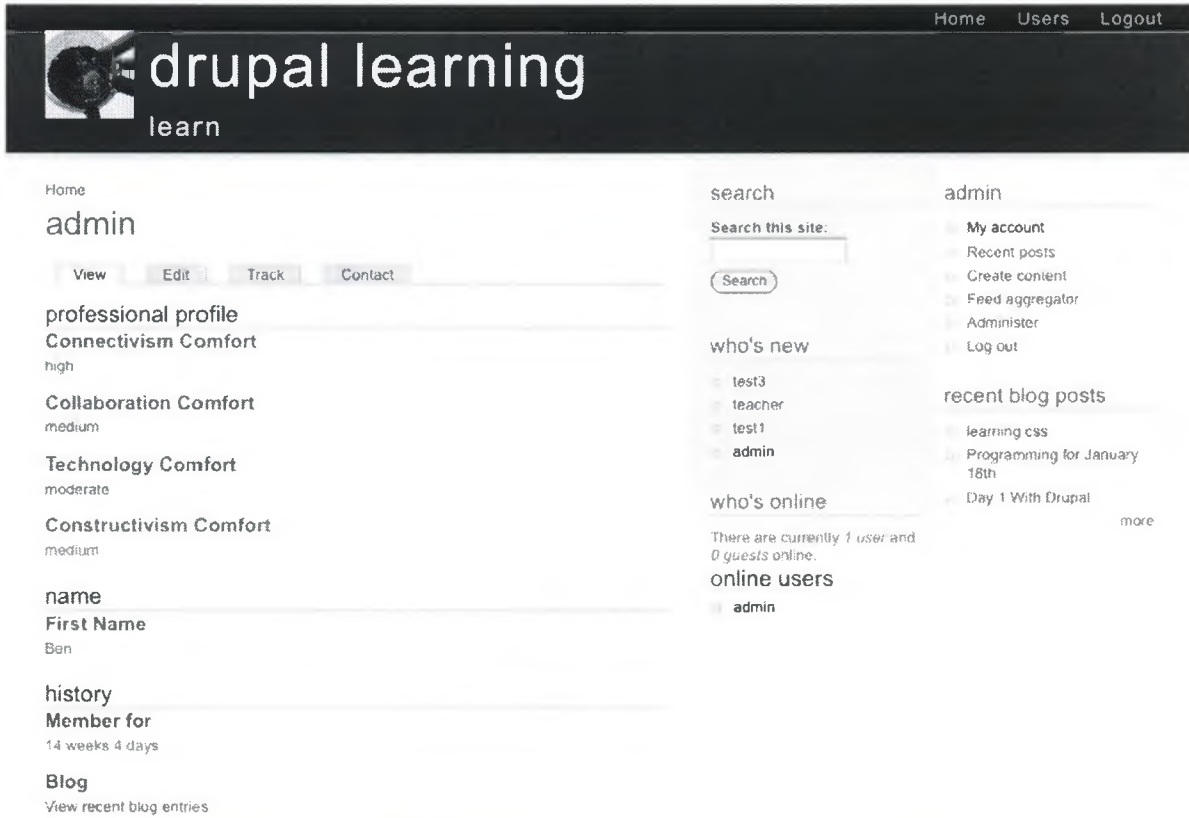 Home Users Logout
drupal learning
learn
Home
admin
View Edit Track Contact
professional profile
Connectivism Comfort
high
Collaboration Comfort
medium
Technology Comfort
moderate
Constructivism Comfort
medium
name
First Name
Ben
history
Member for
14 weeks 4 days
Blog
View recent blog entries
search
Search this site:
Search
who's new
test3
teacher
test1
admin
who's online
There are currently 1 user and
0 guests online.
online users
admin
admin
My account
Recent posts
Create content
Feed aggregator
Administer
Log out
recent blog posts
learning css
Programming for January
18th
Day 1 With Drupal
more